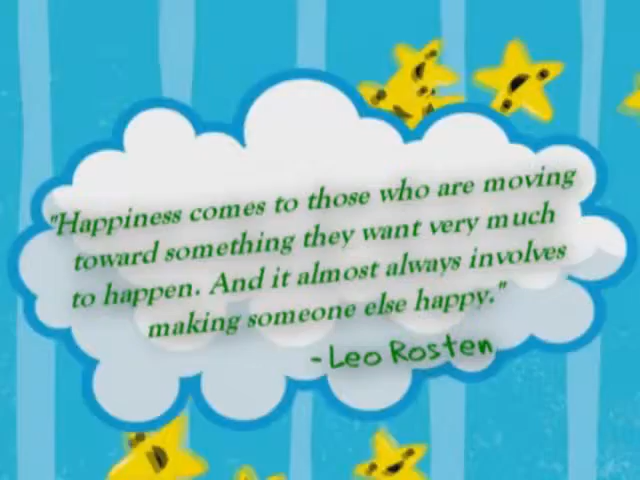 "Happiness comes to those who are moving
toward something they want very much
to happen. And it almost always involves
making someone else happy."
-Leo Rosten